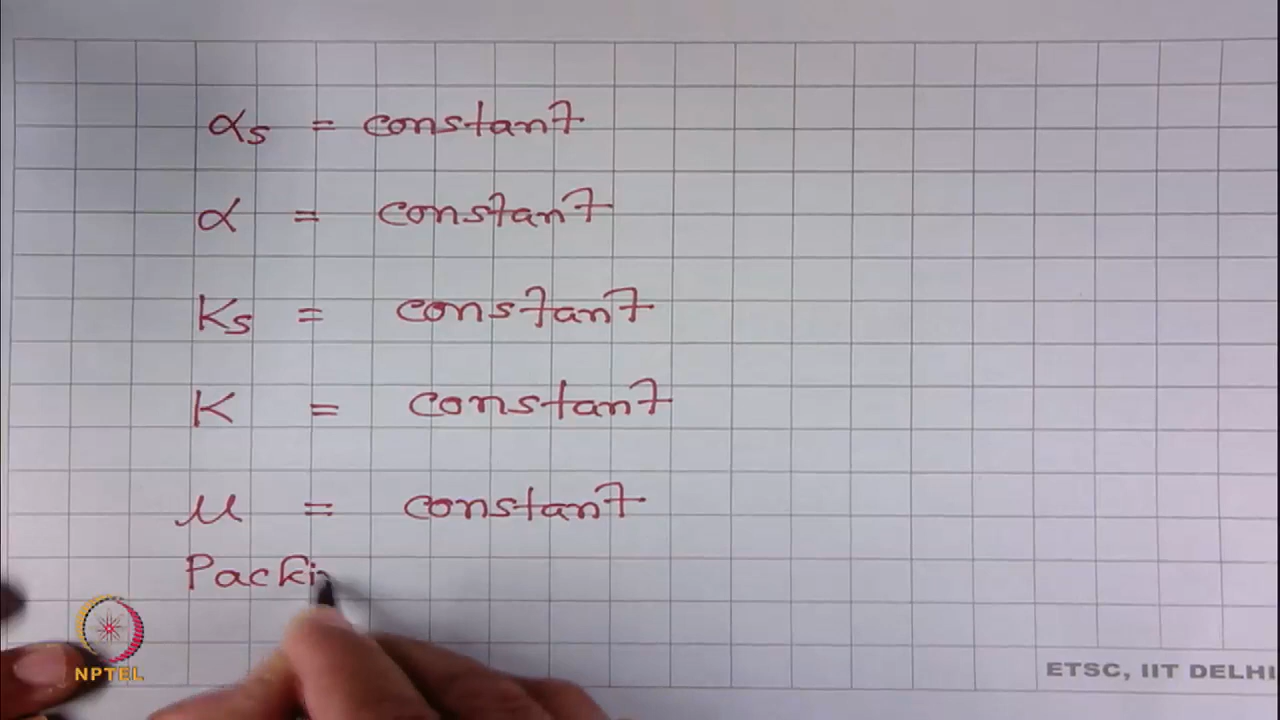 αs = constant
α = constant
Ks = constant
K = constant
μ = constant
Packi
NPTEL
ETSC, IIT DELHI